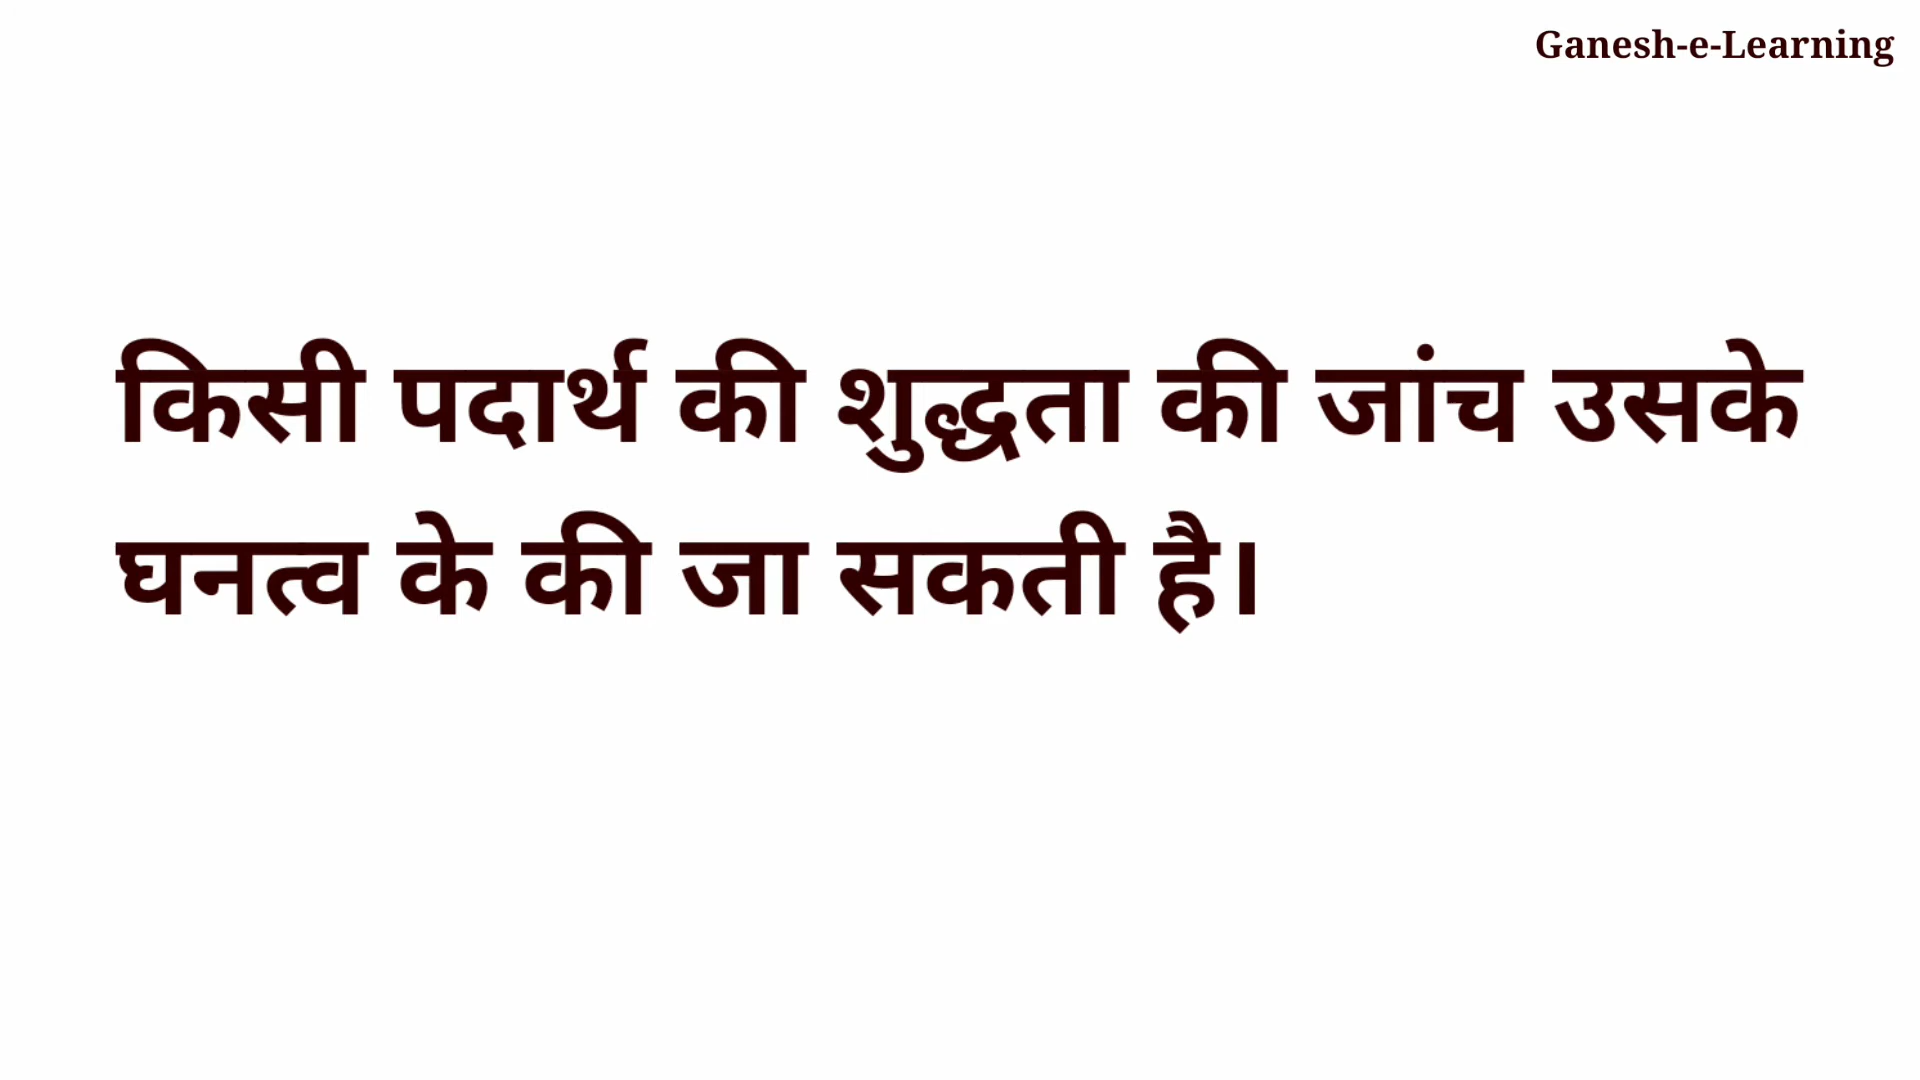 Ganesh-e-Learning
किसी पदार्थ की शुद्धता की जांच उसके
घनत्व के की जा सकती है।